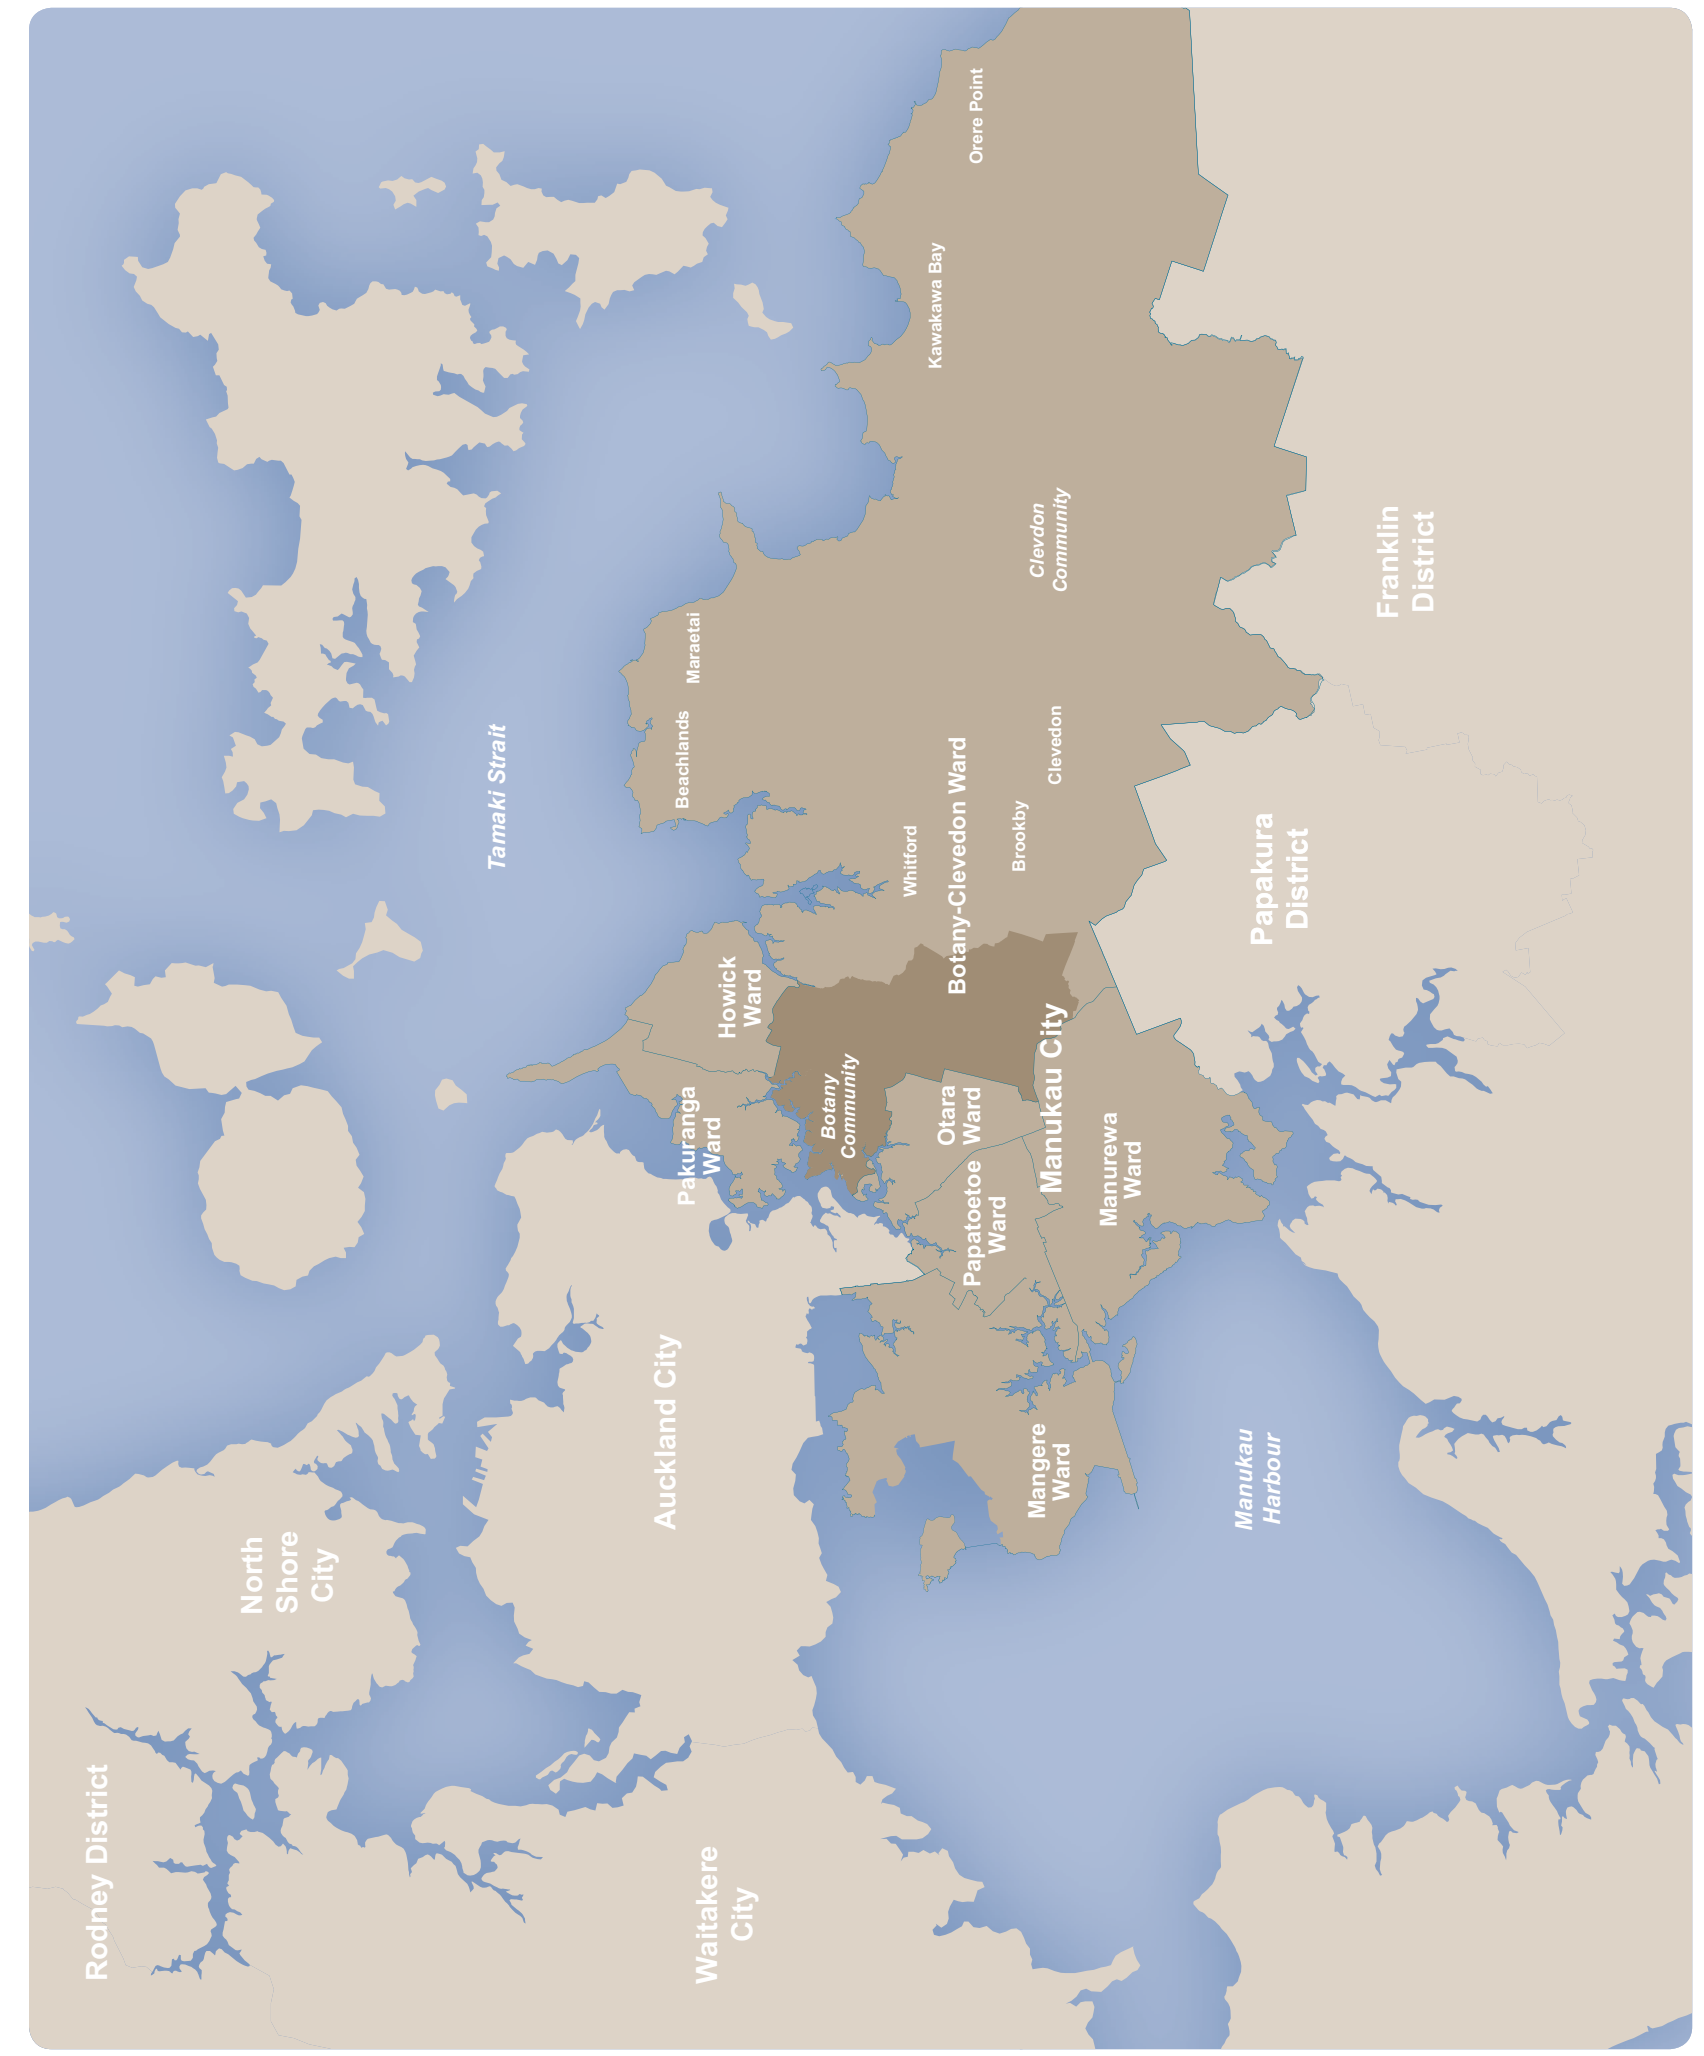 Rodney District
North
Shore
City
Tamaki Strait
Waitakere
City
Auckland City
Pakuranga
Ward
Howick
Ward
Beachlands
Maraetai
Botany
Community
Whitford
Kawakawa Bay
Orere Point
Otara
Ward
Botany-Clevedon Ward
Papatoetoe
Ward
Brookby
Clevedon
Clevdon
Community
Mangere
Ward
Manukau City
Manurewa
Ward
Manukau
Harbour
Papakura
District
Franklin
District